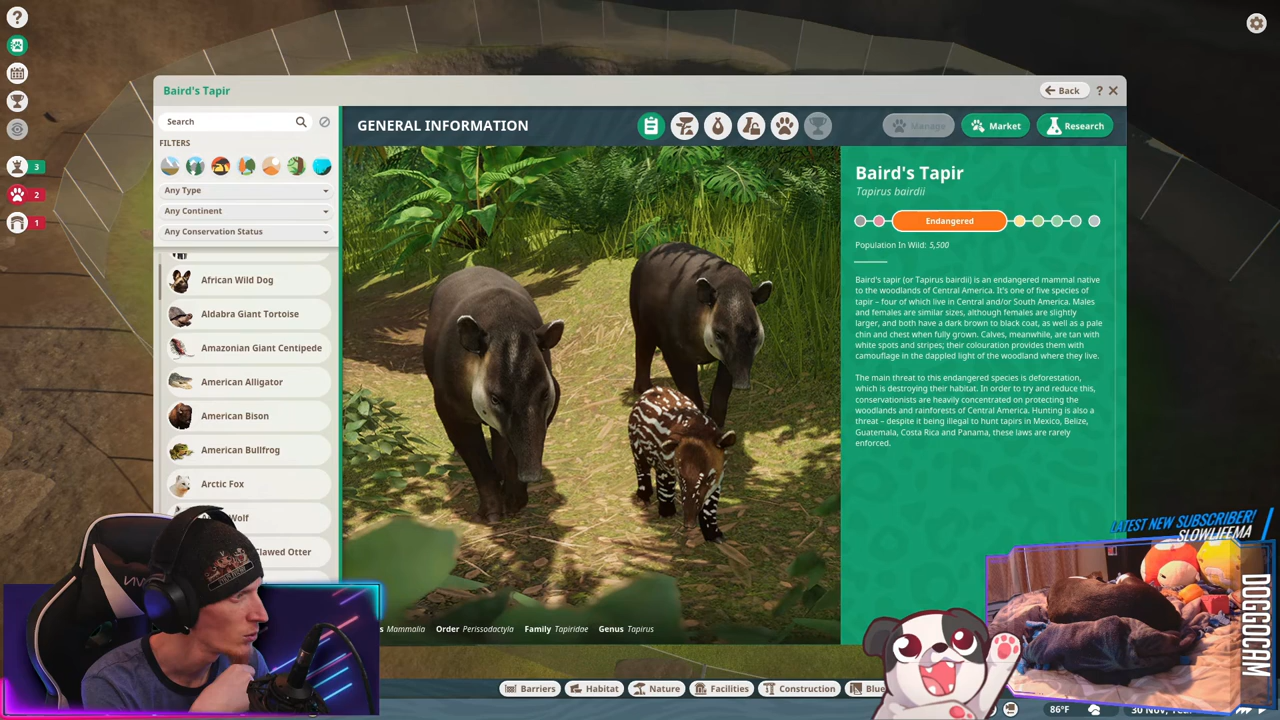 Baird's Tapir
Back
?
Search
FILTERS
Any Type
Any Continent
Any Conservation Status
African Wild Dog
Aldabra Giant Tortoise
Amazonian Giant Centipede
American Alligator
American Bison
American Bullfrog
Arctic Fox
Wolf
Clawed Otter
?
3
2
1
GENERAL INFORMATION
Manage
Market
Research
Mammalia Order Perissodactyla Family Tapiridae Genus Tapirus
Baird's Tapir
Tapirus bairdii
Endangered
Population In Wild: 5,500
Baird's tapir (or Tapirus bairdii) is an endangered mammal native
to the woodlands of Central America. It's one of five species of
tapir – four of which live in Central and/or South America. Males
and females are similar sizes, although females are slightly
larger, and both have a dark brown to black coat, as well as a pale
chin and chest when fully grown. Calves, meanwhile, are tan with
white spots and stripes; their colouration provides them with
camouflage in the dappled light of the woodland where they live.
The main threat to this endangered species is deforestation,
which is destroying their habitat. In order to try and reduce this,
conservationists are heavily concentrated on protecting the
woodlands and rainforests of Central America. Hunting is also a
threat – despite it being illegal to hunt tapirs in Mexico, Belize,
Guatemala, Costa Rica and Panama, these laws are rarely
enforced.
LATEST NEW SUBSCRIBER!
SLOWLIFEMA
DOGGOCAM
Barriers
Habitat
Nature
Facilities
Construction
Blue
86°F
30 Nov,